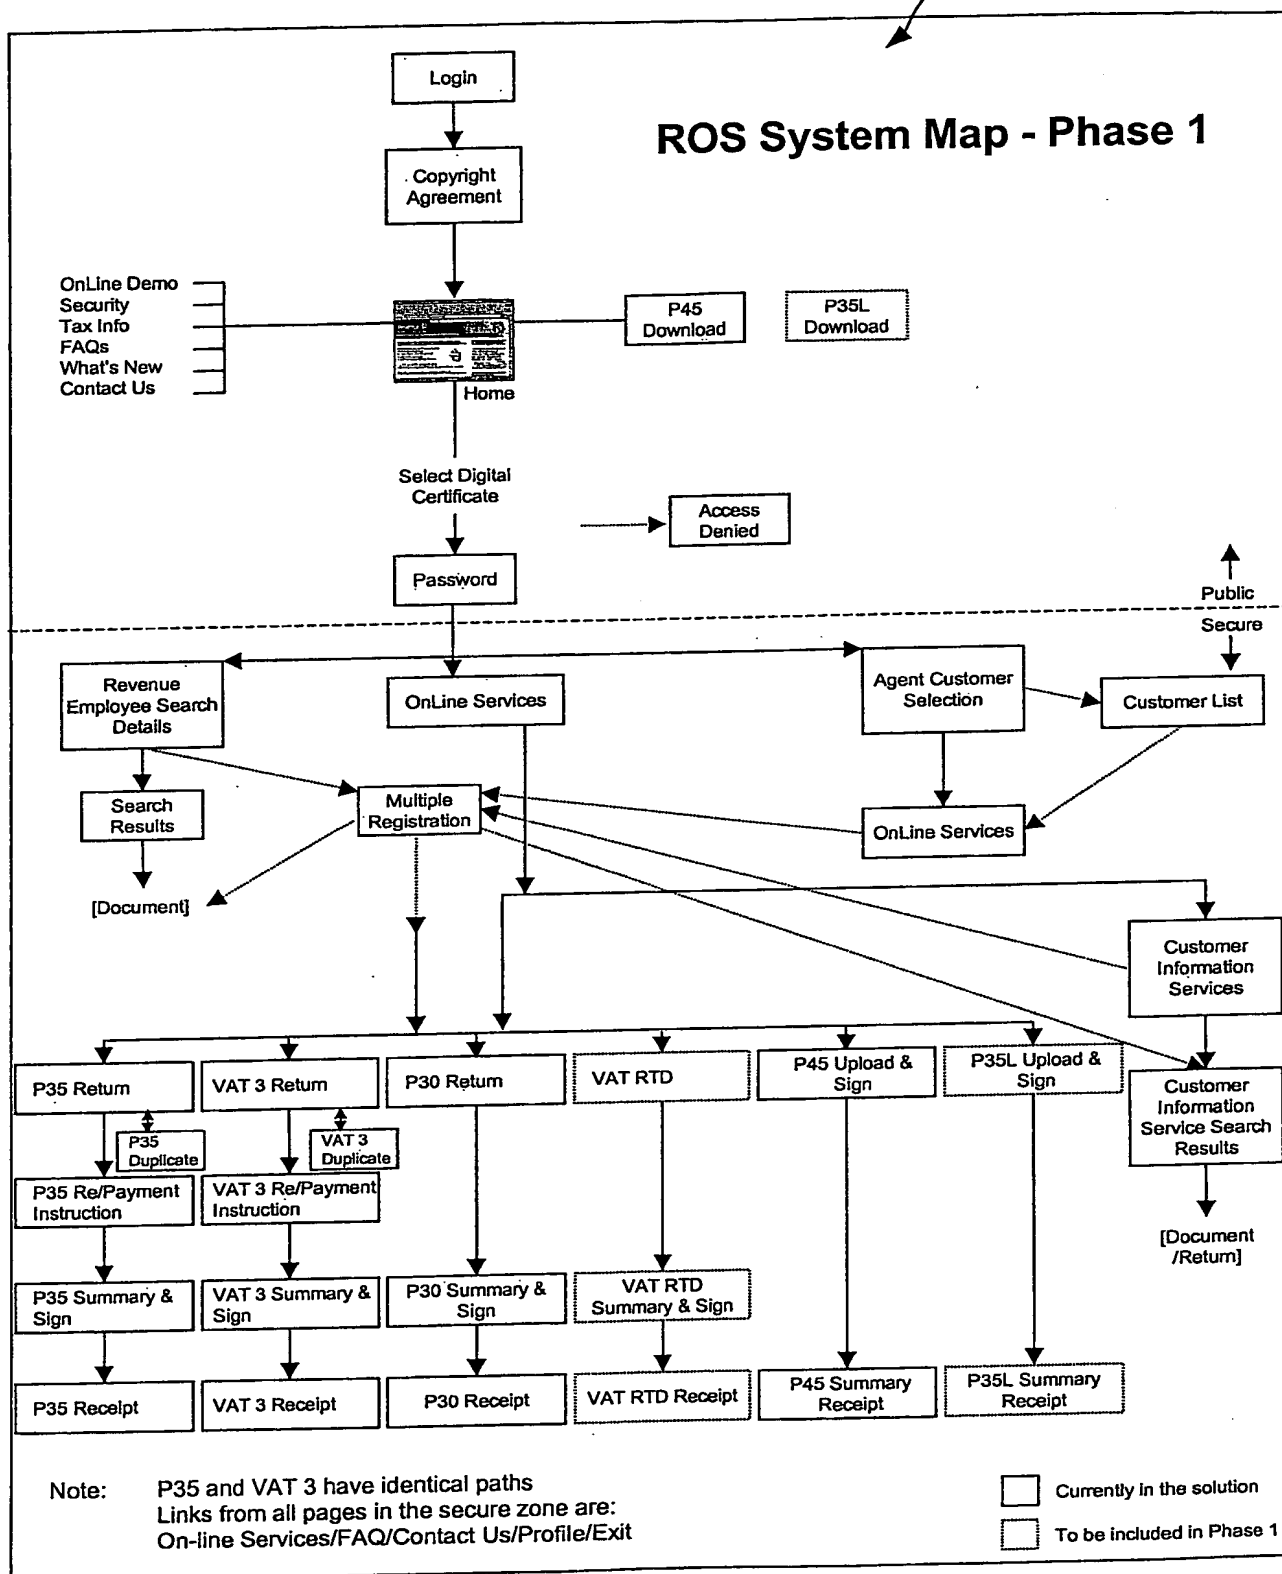 Login
ROS System Map - Phase 1
Copyright
Agreement
OnLine Demo
Security
Tax Info
FAQs
What's New
Contact Us
P45
Download
P35L
Download
Home
Select Digital
Certificate
Access
Denied
Password
Public
Secure
Revenue
Employee Search
Details
OnLine Services
Agent Customer
Selection
Customer List
Search
Results
Multiple
Registration
OnLine Services
[Document]
Customer
Information
Services
P35 Return
VAT 3 Return
P30 Return
VAT RTD
P45 Upload &
Sign
P35L Upload &
Sign
Customer
Information
Service Search
Results
P35
Duplicate
VAT 3
Duplicate
P35 Re/Payment
Instruction
VAT 3 Re/Payment
Instruction
[Document
/Return]
P35 Summary &
Sign
VAT 3 Summary &
Sign
P30 Summary &
Sign
VAT RTD
Summary & Sign
P35 Receipt
VAT 3 Receipt
P30 Receipt
VAT RTD Receipt
P45 Summary
Receipt
P35L Summary
Receipt
Note: P35 and VAT 3 have identical paths
Links from all pages in the secure zone are:
On-line Services/FAQ/Contact Us/Profile/Exit
Currently in the solution
To be included in Phase 1